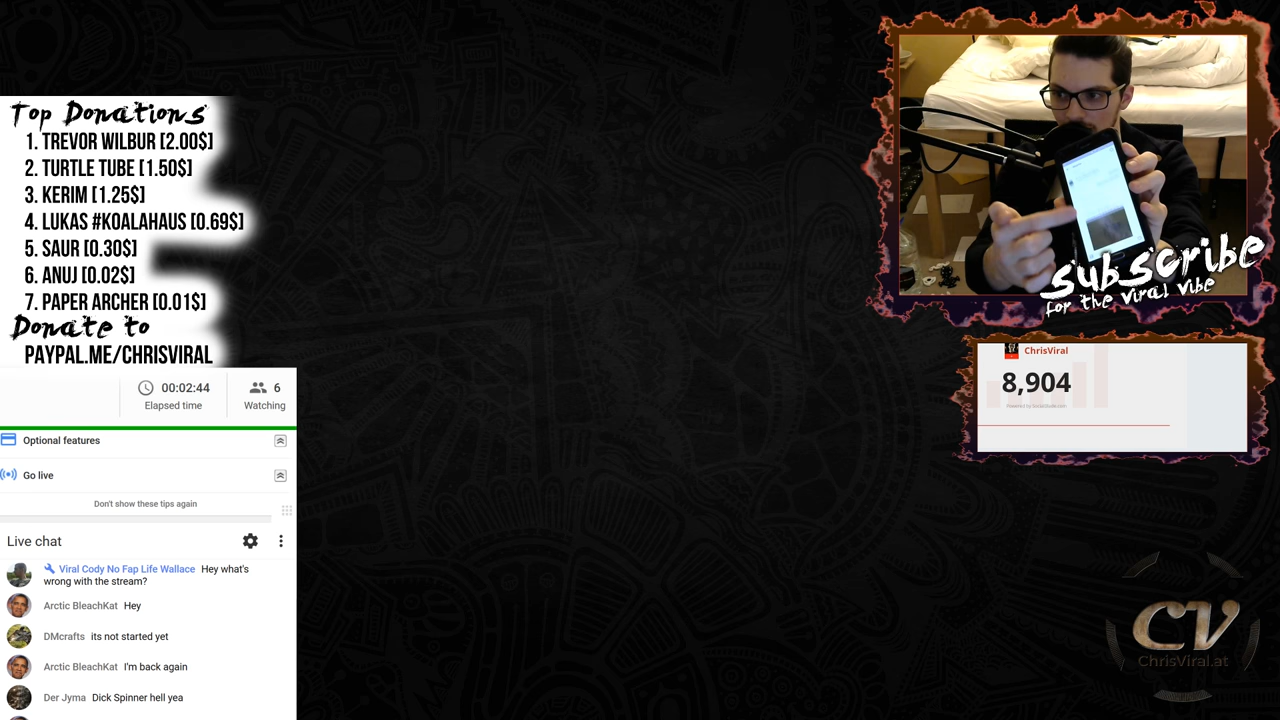 Top Donations
1. TREVOR WILBUR [2.00$]
2. TURTLE TUBE [1.50$]
3. KERIM [1.25$]
4. LUKAS #KOALAHAUS [0.69$]
5. SAUR [0.30$]
6. ANUJ [0.02$]
7. PAPER ARCHER [0.01$]
Donate to
PAYPAL.ME/CHRISVIRAL
00:02:44
Elapsed time
6
Watching
Optional features
Go live
Don't show these tips again
Live chat
Viral Cody No Fap Life Wallace Hey what's
wrong with the stream?
Arctic BleachKat Hey
DMcrafts its not started yet
Arctic BleachKat I'm back again
Der Jyma Dick Spinner hell yea
subscribe
for the viral vibe
ChrisViral
8,904
CV
ChrisViral.at